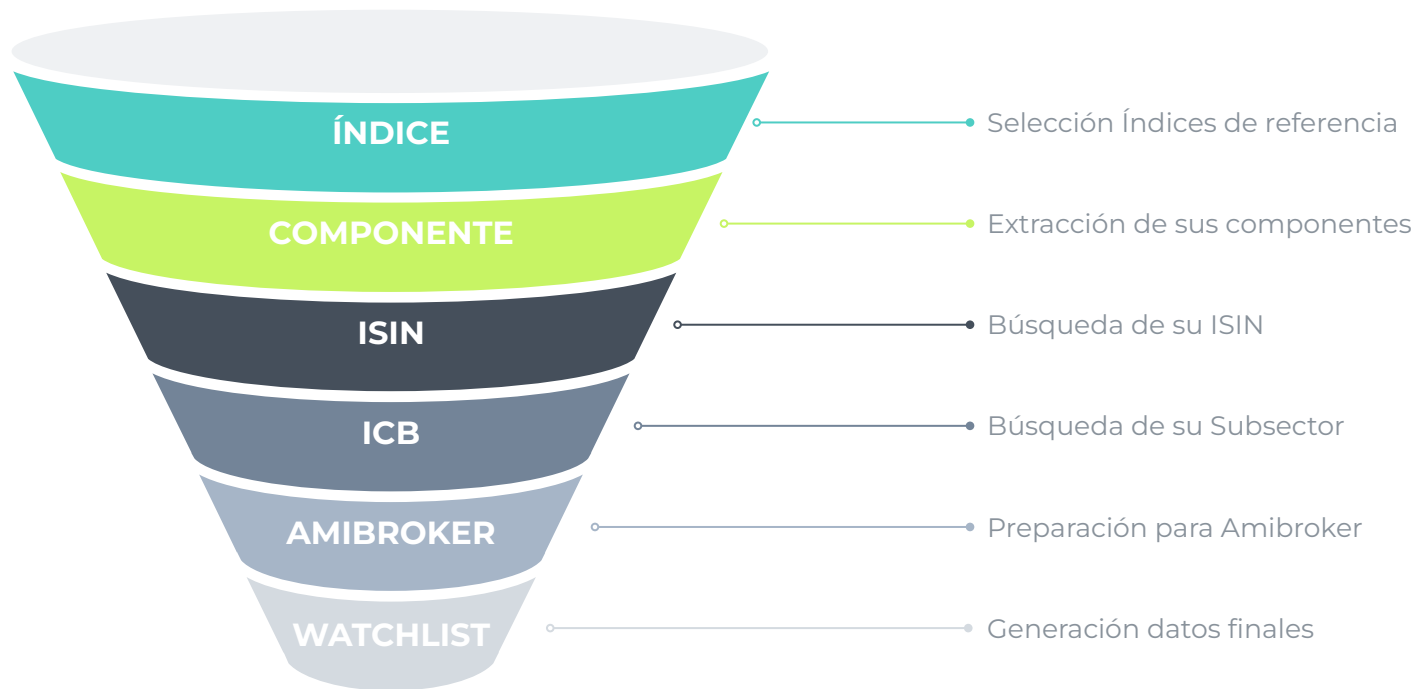 ÍNDICE
Selección Índices de referencia
COMPONENTE
Extracción de sus componentes
ISIN
Búsqueda de su ISIN
ICB
Búsqueda de su Subsector
AMIBROKER
Preparación para Amibroker
WATCHLIST
Generación datos finales